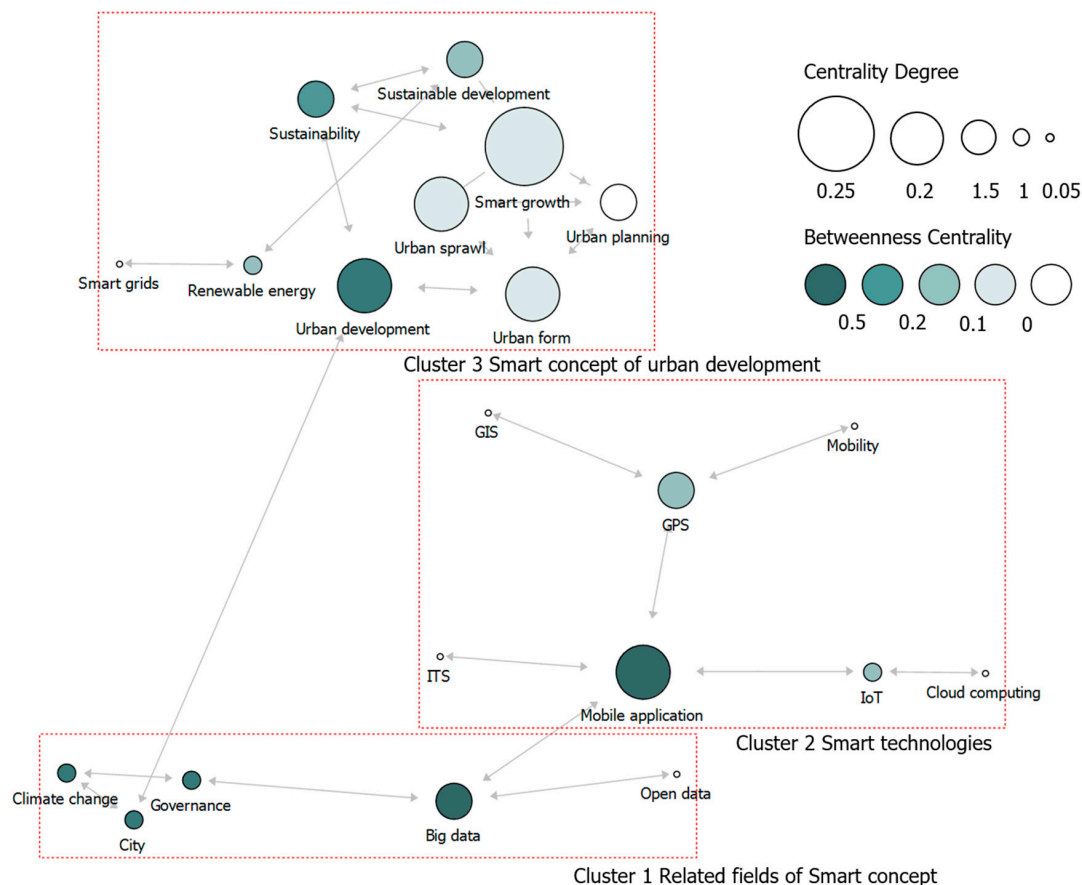 Sustainable development
Sustainability
Smart growth
Urban sprawl
Urban planning
Smart grids
Renewable energy
Urban development
Urban form
Cluster 3 Smart concept of urban development
Centrality Degree
0.25 0.2 1.5 1 0.05
Betweenness Centrality
0.5 0.2 0.1 0
GIS
Mobility
GPS
ITS
Mobile application
IoT
Cloud computing
Cluster 2 Smart technologies
Climate change
Governance
City
Big data
Open data
Cluster 1 Related fields of Smart concept